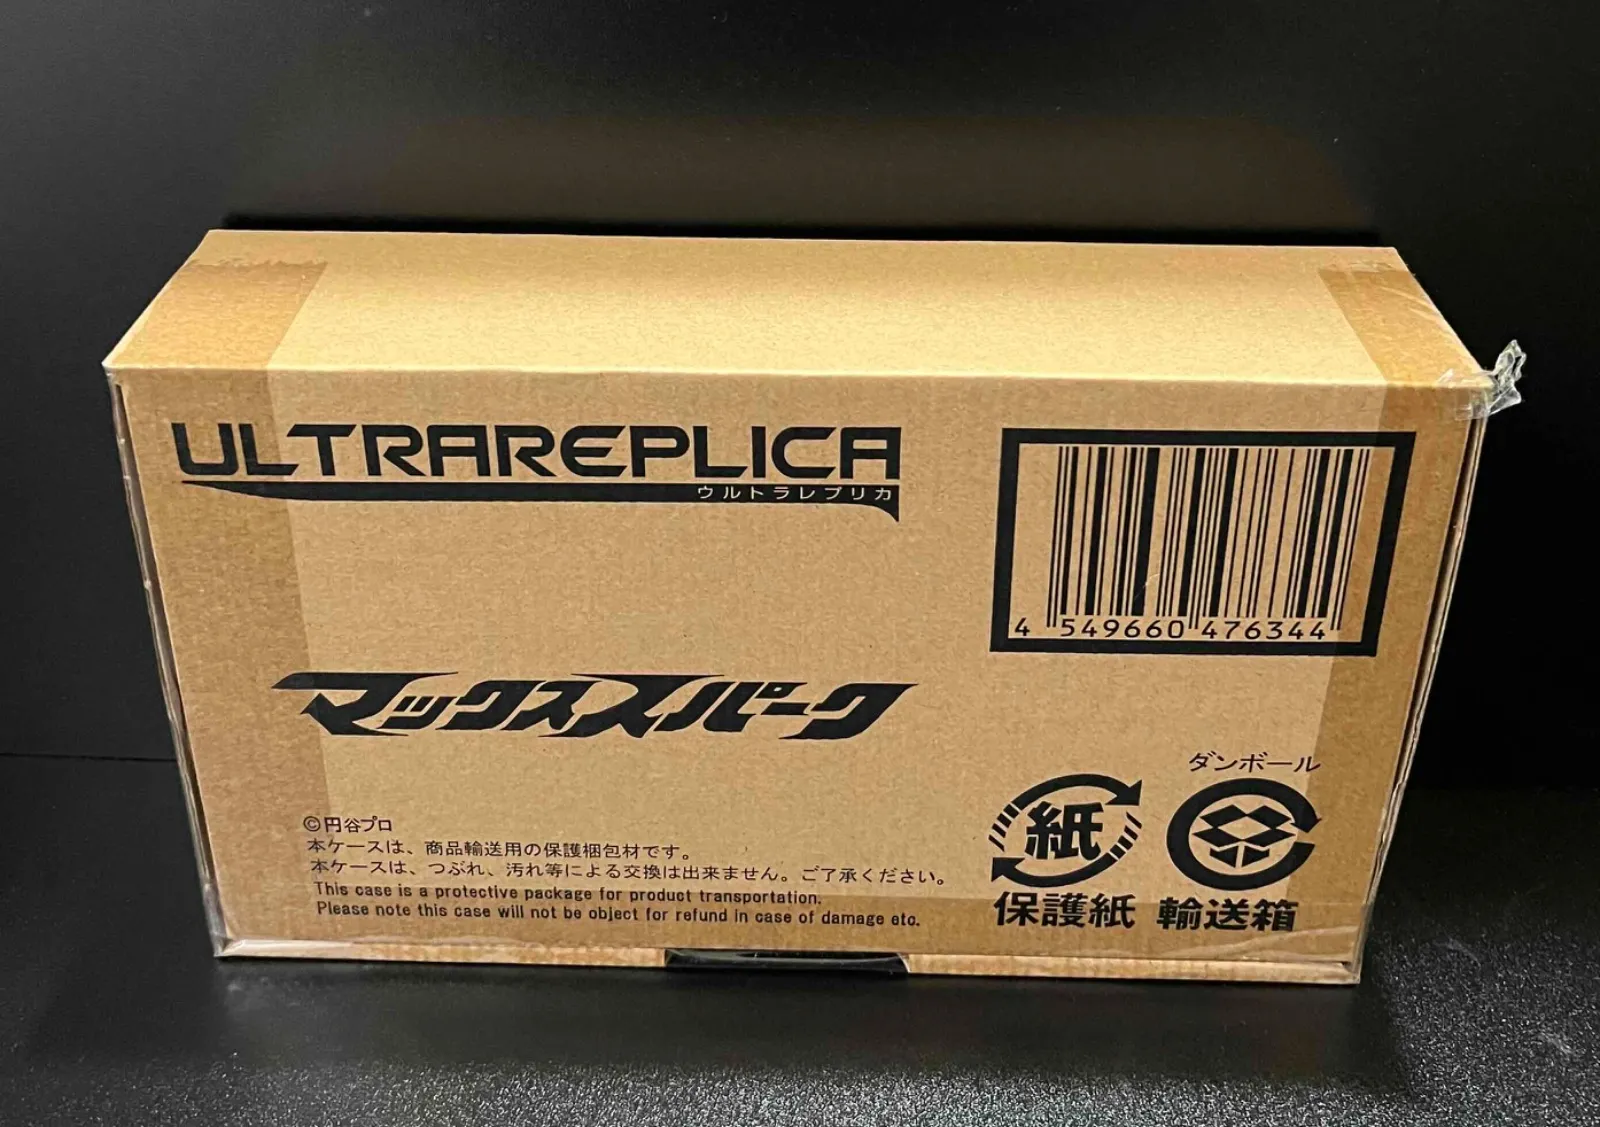 ULTRAREPLICA
ウルトラレプリカ
4 549660 476344
マックススパーク
©円谷プロ
本ケースは、商品輸送用の保護梱包材です。
本ケースは、つぶれ、汚れ等による交換は出来ません。ご了承ください。
This case is a protective package for product transportation.
Please note this case will not be object for refund in case of damage etc.
紙
保護紙
ダンボール
輸送箱